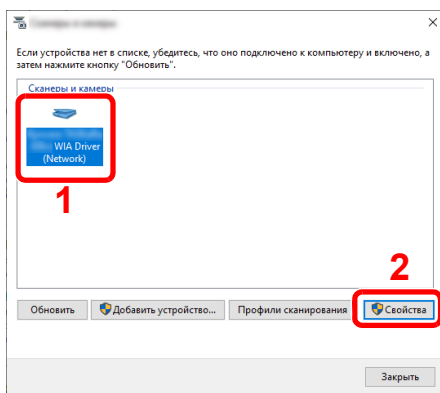 Если устройства нет в списке, убедитесь, что оно подключено к компьютеру и включено, а
затем нажмите кнопку "Обновить".
Сканеры и камеры
WIA Driver
(Network)
1
2
Обновить
Добавить устройство...
Профили сканирования
Свойства
Закрыть